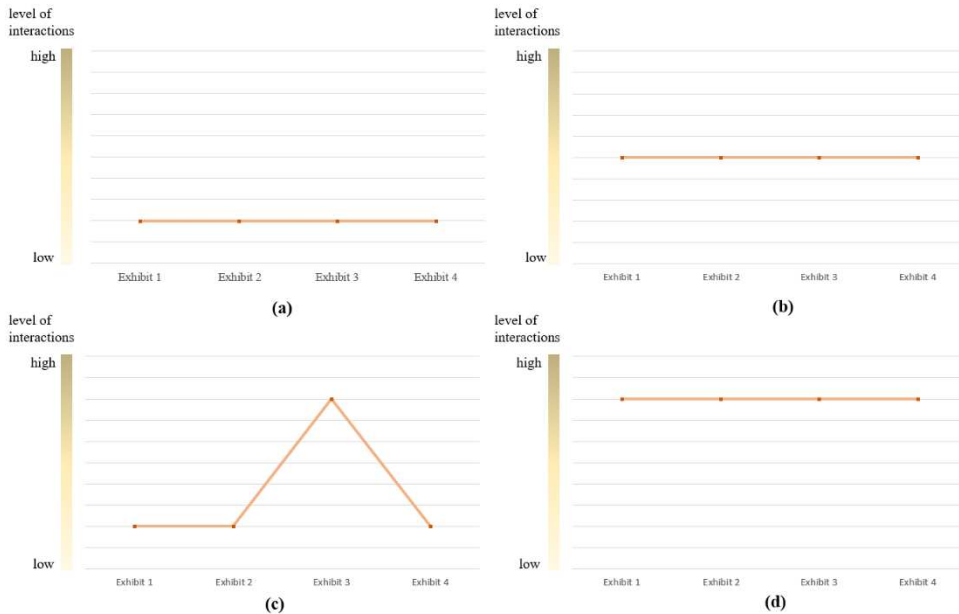 level of
interactions
high
low
Exhibit 1 Exhibit 2 Exhibit 3 Exhibit 4
(a)
level of
interactions
high
low
Exhibit 1 Exhibit 2 Exhibit 3 Exhibit 4
(b)
level of
interactions
high
low
Exhibit 1 Exhibit 2 Exhibit 3 Exhibit 4
(c)
level of
interactions
high
low
Exhibit 1 Exhibit 2 Exhibit 3 Exhibit 4
(d)